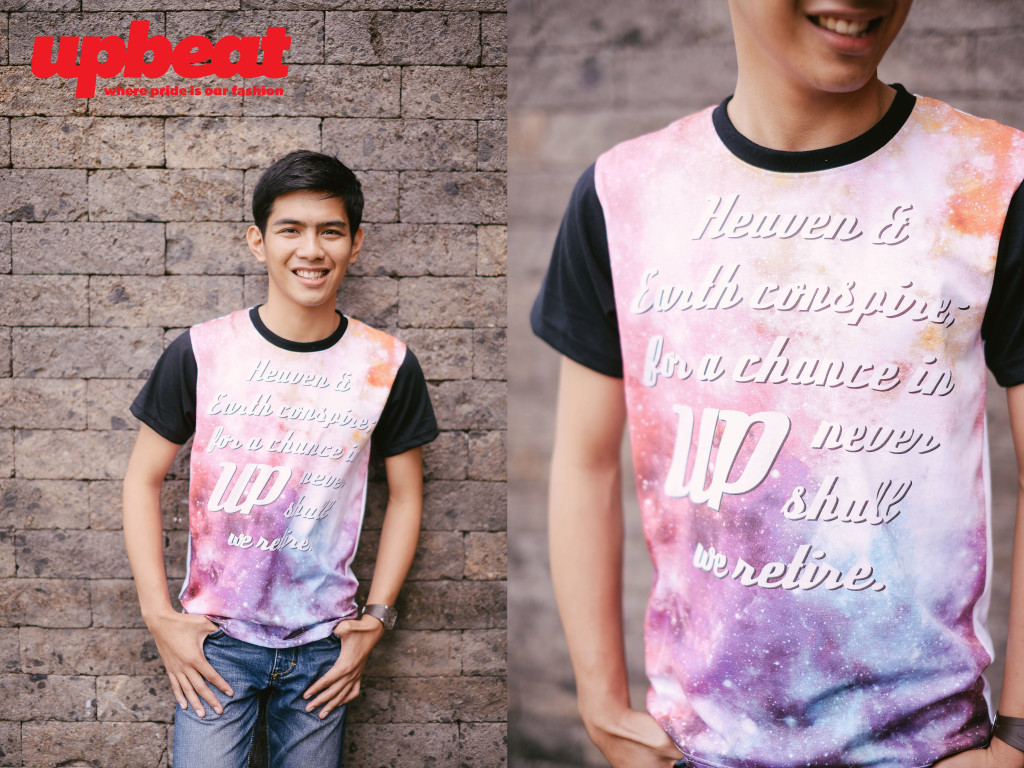 upbeat
where pride is our fashion
Heaven &
Earth conspire;
for a chance in
UP never
shall
we retire.
Heaven &
Earth conspire;
for a chance in
UP never
shall
we retire.